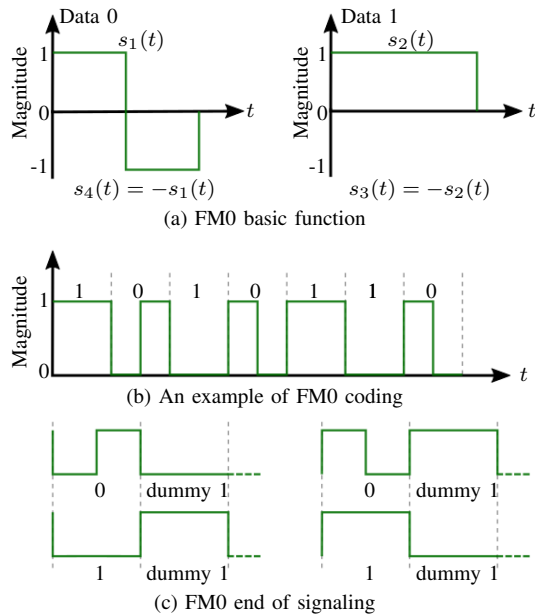 Data 0
Magnitude
1
0
-1
s₁(t)
t
s₄(t) = −s₁(t)
Data 1
Magnitude
1
0
-1
s₂(t)
t
s₃(t) = −s₂(t)
(a) FM0 basic function
Magnitude
1
0
1 0 1 0 1 1 0
t
(b) An example of FM0 coding
0 dummy 1
0 dummy 1
1 dummy 1
1 dummy 1
(c) FM0 end of signaling